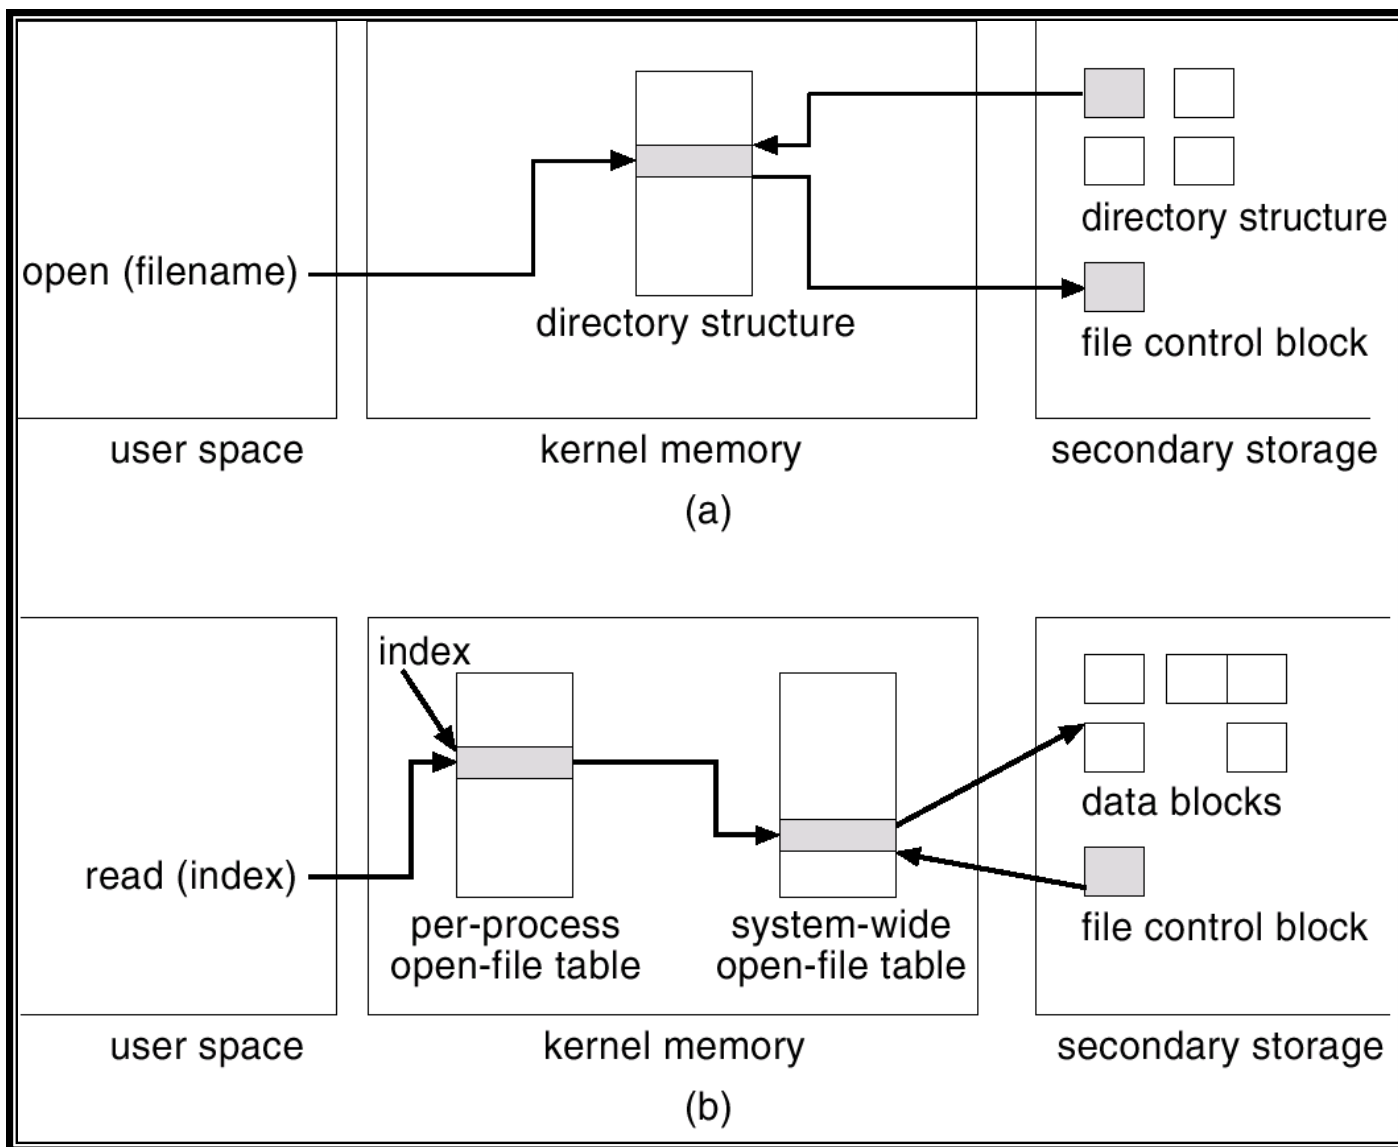 open (filename)
directory structure
directory structure
file control block
user space
kernel memory
secondary storage
(a)
index
read (index)
per-process
open-file table
system-wide
open-file table
data blocks
file control block
user space
kernel memory
secondary storage
(b)